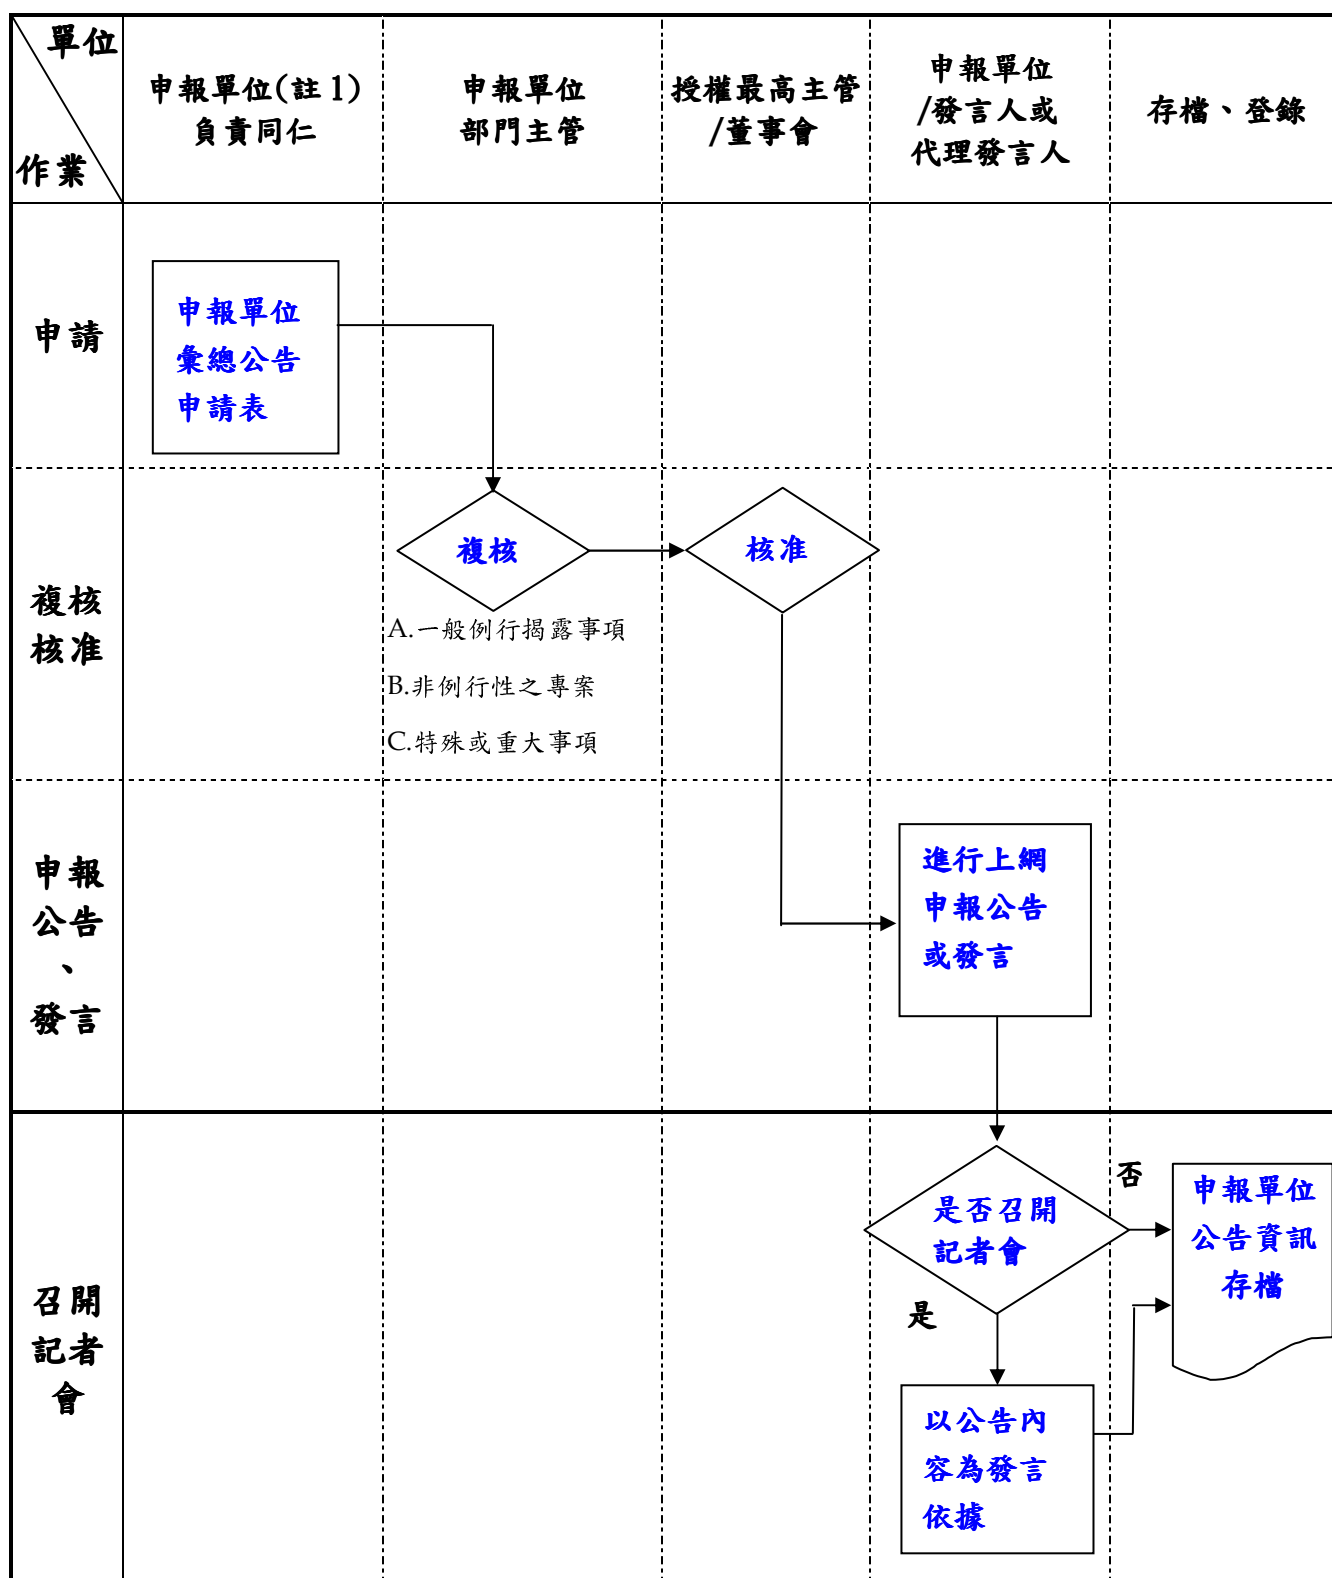 單位
作業
申報單位(註1)
負責同仁
申報單位
部門主管
授權最高主管
/董事會
申報單位
/發言人或
代理發言人
存檔、登錄
申請
申報單位
彙總公告
申請表
複核
核准
複核
核准
A.一般例行揭露事項
B.非例行性之專案
C.特殊或重大事項
申報
公告
、
發言
進行上網
申報公告
或發言
召開
記者
會
是否召開
記者會
否
是
申報單位
公告資訊
存檔
以公告內
容為發言
依據